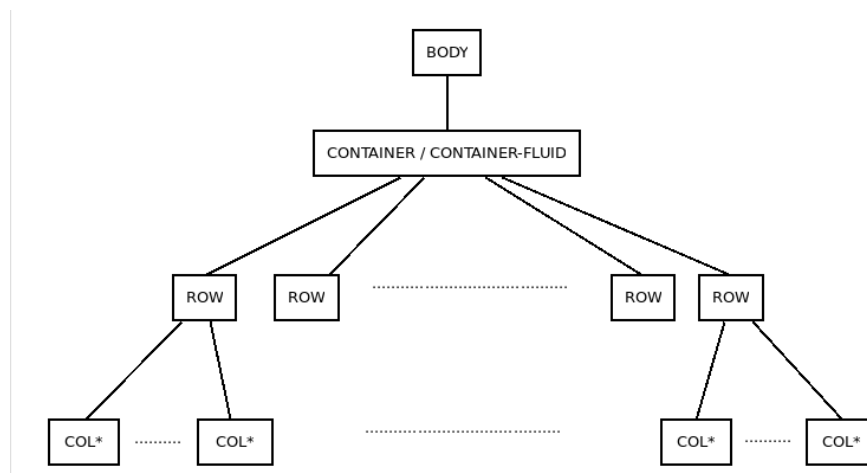 BODY
CONTAINER / CONTAINER-FLUID
ROW
ROW
ROW
ROW
COL*
COL*
COL*
COL*